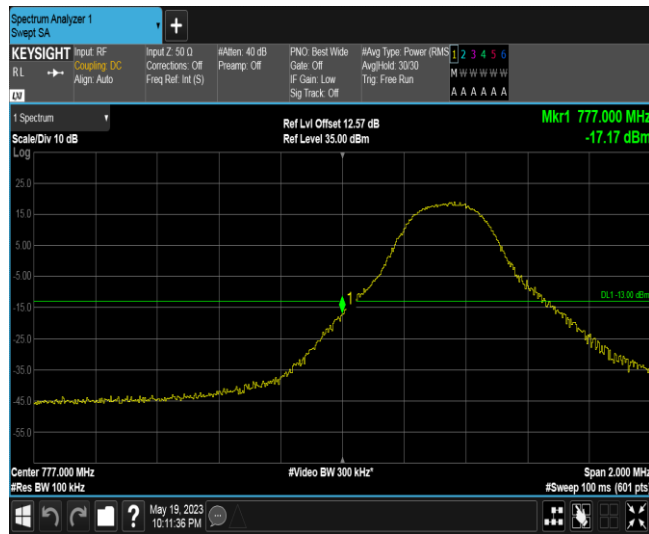 Spectrum Analyzer 1
Swept SA
+
KEYSIGHT
RL
LXI
Input: RF
Coupling: DC
Align: Auto
Input Z: 50 Ω
Corrections: Off
Freq Ref: Int (S)
#Atten: 40 dB
Preamp: Off
PNO: Best Wide
Gate: Off
IF Gain: Low
Sig Track: Off
#Avg Type: Power (RMS
Avg|Hold: 30/30
Trig: Free Run
1 2 3 4 5 6
M W W W W W
A A A A A A
1 Spectrum
Scale/Div 10 dB
Log
Ref Lvl Offset 12.57 dB
Ref Level 35.00 dBm
Mkr1 777.000 MHz
-17.17 dBm
25.0
15.0
5.00
-5.00
-15.0
-25.0
-35.0
-45.0
-55.0
1
DL1 -13.00 dBm
Center 777.000 MHz
#Res BW 100 kHz
#Video BW 300 kHz*
Span 2.000 MHz
#Sweep 100 ms (601 pts)
?
May 19, 2023
10:11:36 PM